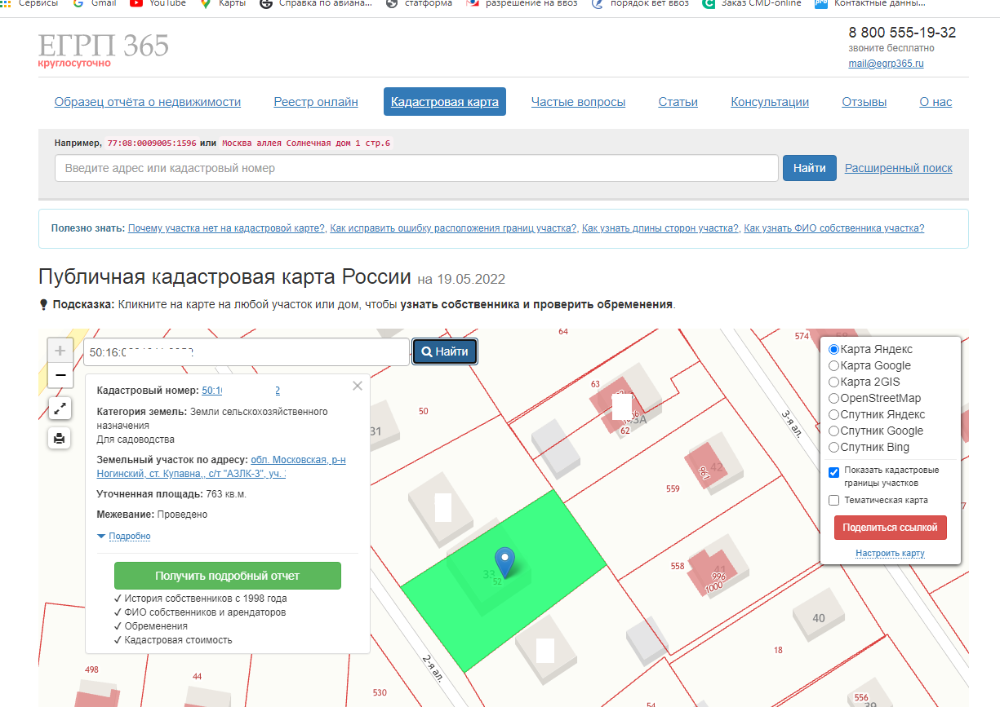 Сервисы Gmail YouTube Карты Справка по авиана... статформа разрешение на ввоз порядок вет ввоз Заказ CMD-online Контактные данны...
ЕГРП 365
круглосуточно
8 800 555-19-32
звоните бесплатно
mail@egrp365.ru
Образец отчёта о недвижимости Реестр онлайн Кадастровая карта Частые вопросы Статьи Консультации Отзывы О нас
Например, 77:08:0009005:1596 или Москва аллея Солнечная дом 1 стр.6
Введите адрес или кадастровый номер
Найти
Расширенный поиск
Полезно знать: Почему участка нет на кадастровой карте?, Как исправить ошибку расположения границ участка?, Как узнать длины сторон участка?, Как узнать ФИО собственника участка?
Публичная кадастровая карта России на 19.05.2022
Подсказка: Кликните на карте на любой участок или дом, чтобы узнать собственника и проверить обременения.
50:16:
Найти
Кадастровый номер: 50:1 2
Категория земель: Земли сельскохозяйственного
назначения
Для садоводства
Земельный участок по адресу: обл. Московская, р-н
Ногинский, ст. Купавна,, с/т "АЗЛК-3", уч.
Уточненная площадь: 763 кв.м.
Межевание: Проведено
Подробно
Получить подробный отчет
✓ История собственников с 1998 года
✓ ФИО собственников и арендаторов
✓ Обременения
✓ Кадастровая стоимость
Карта Яндекс
Карта Google
Карта 2GIS
OpenStreetMap
Спутник Яндекс
Спутник Google
Спутник Bing
Показать кадастровые
границы участков
Тематическая карта
Поделиться ссылкой
Настроить карту
64
574
63
50
31
62
3-я ал.
42
961
559
33
52
558
41
996
1000
40
18
2-я ал.
498
44
530
54
556
39